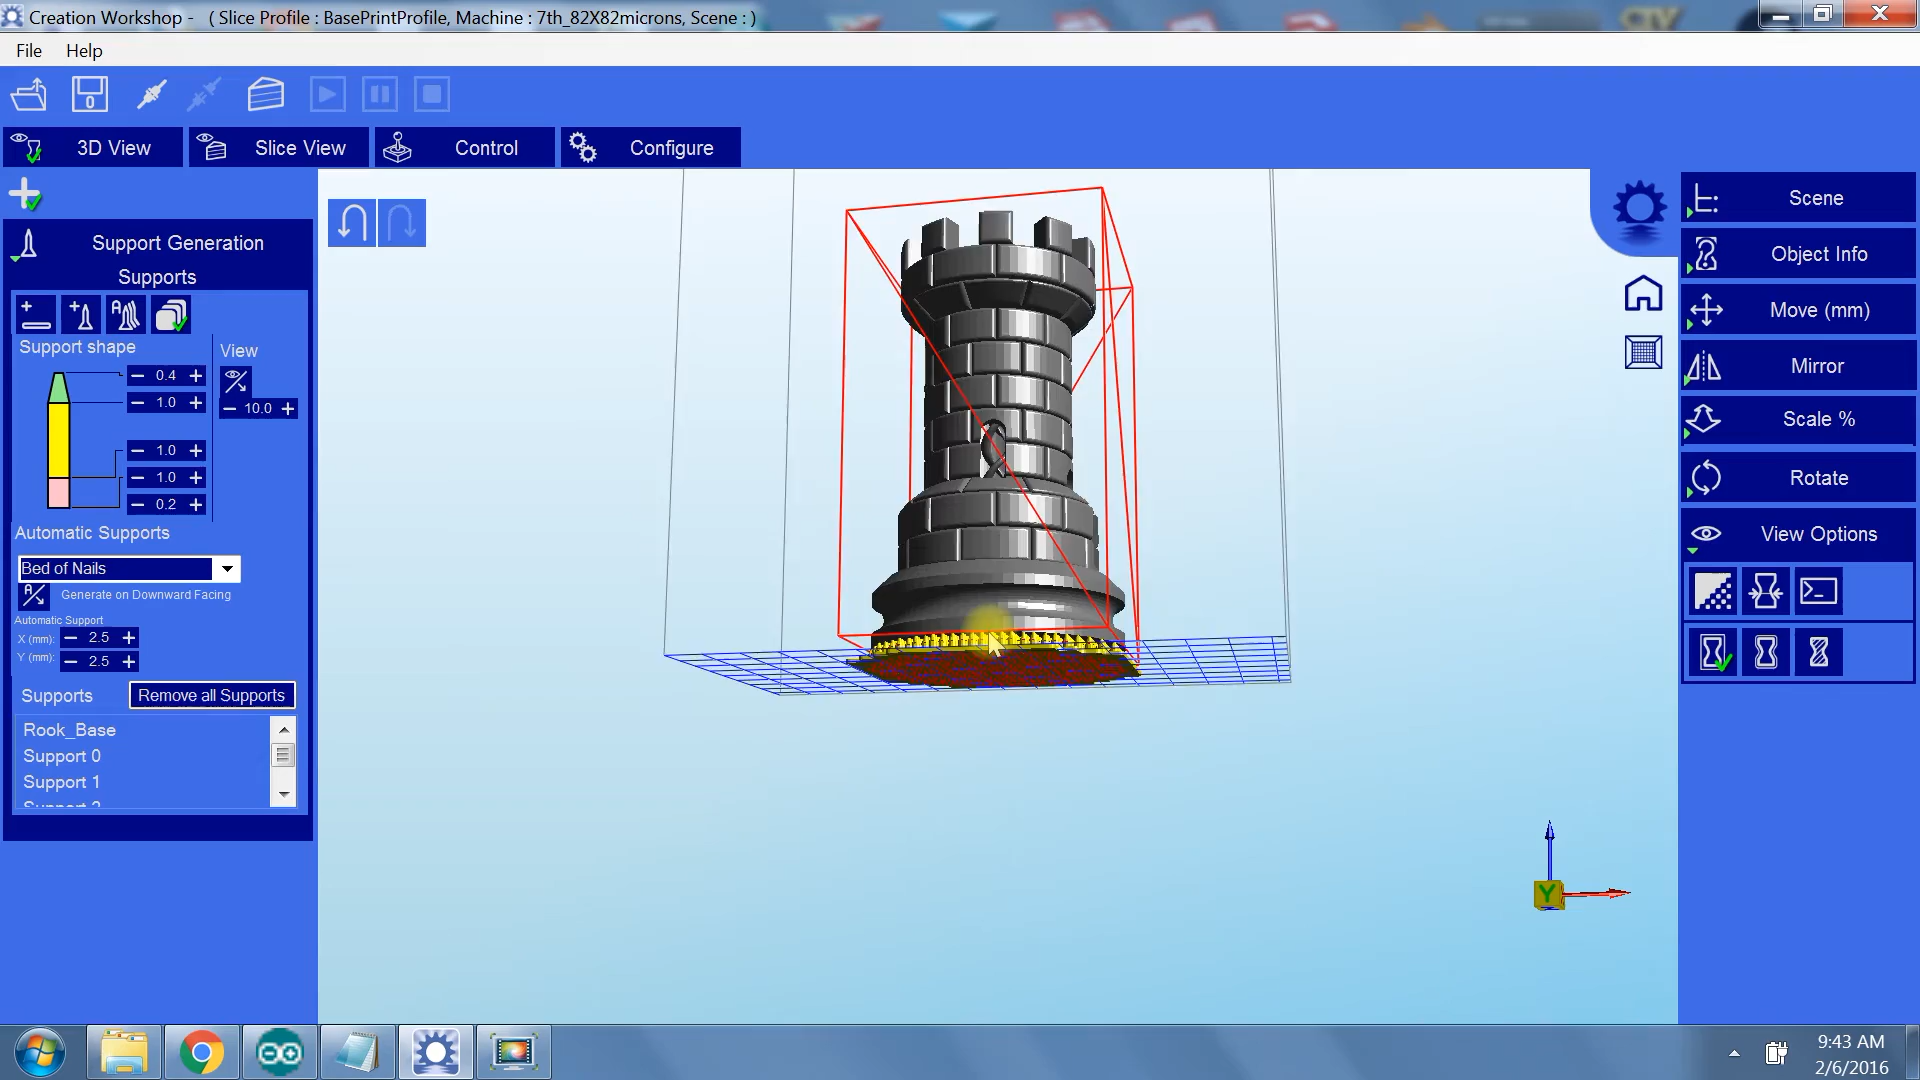 Creation Workshop -   ( Slice Profile : BasePrintProfile, Machine : 7th_82X82microns, Scene : )
File Help
3D View Slice View Control Configure
Support Generation
Supports
Support shape
View
0.4
1.0
10.0
1.0
1.0
0.2
Automatic Supports
Bed of Nails
Generate on Downward Facing
Automatic Support
X (mm): 2.5
Y (mm): 2.5
Supports Remove all Supports
Rook_Base
Support 0
Support 1
Support 2
Scene
Object Info
Move (mm)
Mirror
Scale %
Rotate
View Options
Y
9:43 AM
2/6/2016